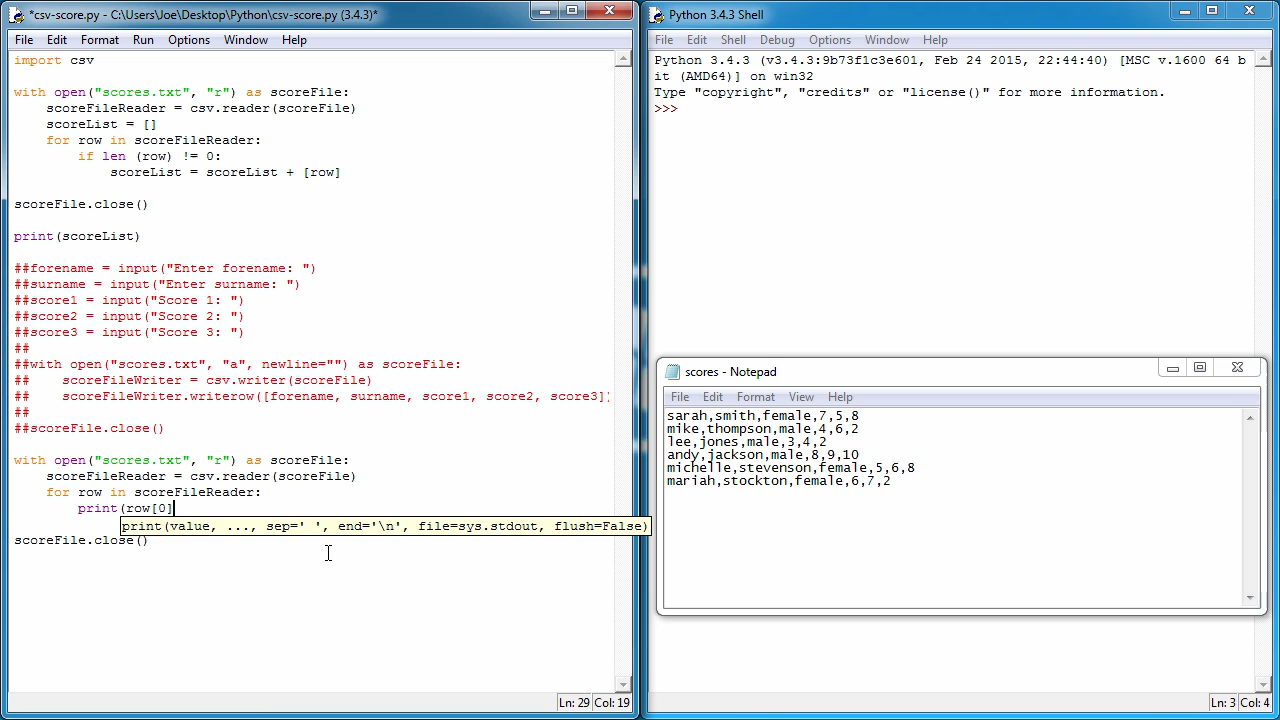 *csv-score.py - C:\Users\Joe\Desktop\Python\csv-score.py (3.4.3)*
File Edit Format Run Options Window Help
import csv
with open("scores.txt", "r") as scoreFile:
    scoreFileReader = csv.reader(scoreFile)
    scoreList = []
    for row in scoreFileReader:
        if len (row) != 0:
            scoreList = scoreList + [row]
scoreFile.close()
print(scoreList)
##forename = input("Enter forename: ")
##surname = input("Enter surname: ")
##score1 = input("Score 1: ")
##score2 = input("Score 2: ")
##score3 = input("Score 3: ")
##
##with open("scores.txt", "a", newline="") as scoreFile:
##    scoreFileWriter = csv.writer(scoreFile)
##    scoreFileWriter.writerow([forename, surname, score1, score2, score3])
##
##scoreFile.close()
with open("scores.txt", "r") as scoreFile:
    scoreFileReader = csv.reader(scoreFile)
    for row in scoreFileReader:
        print(row[0]
print(value, ..., sep=' ', end='\n', file=sys.stdout, flush=False)
scoreFile.close()
Ln: 29 Col: 19
Python 3.4.3 Shell
File Edit Shell Debug Options Window Help
Python 3.4.3 (v3.4.3:9b73f1c3e601, Feb 24 2015, 22:44:40) [MSC v.1600 64 b
it (AMD64)] on win32
Type "copyright", "credits" or "license()" for more information.
>>>
scores - Notepad
File Edit Format View Help
sarah,smith,female,7,5,8
mike,thompson,male,4,6,2
lee,jones,male,3,4,2
andy,jackson,male,8,9,10
michelle,stevenson,female,5,6,8
mariah,stockton,female,6,7,2
Ln: 3 Col: 4